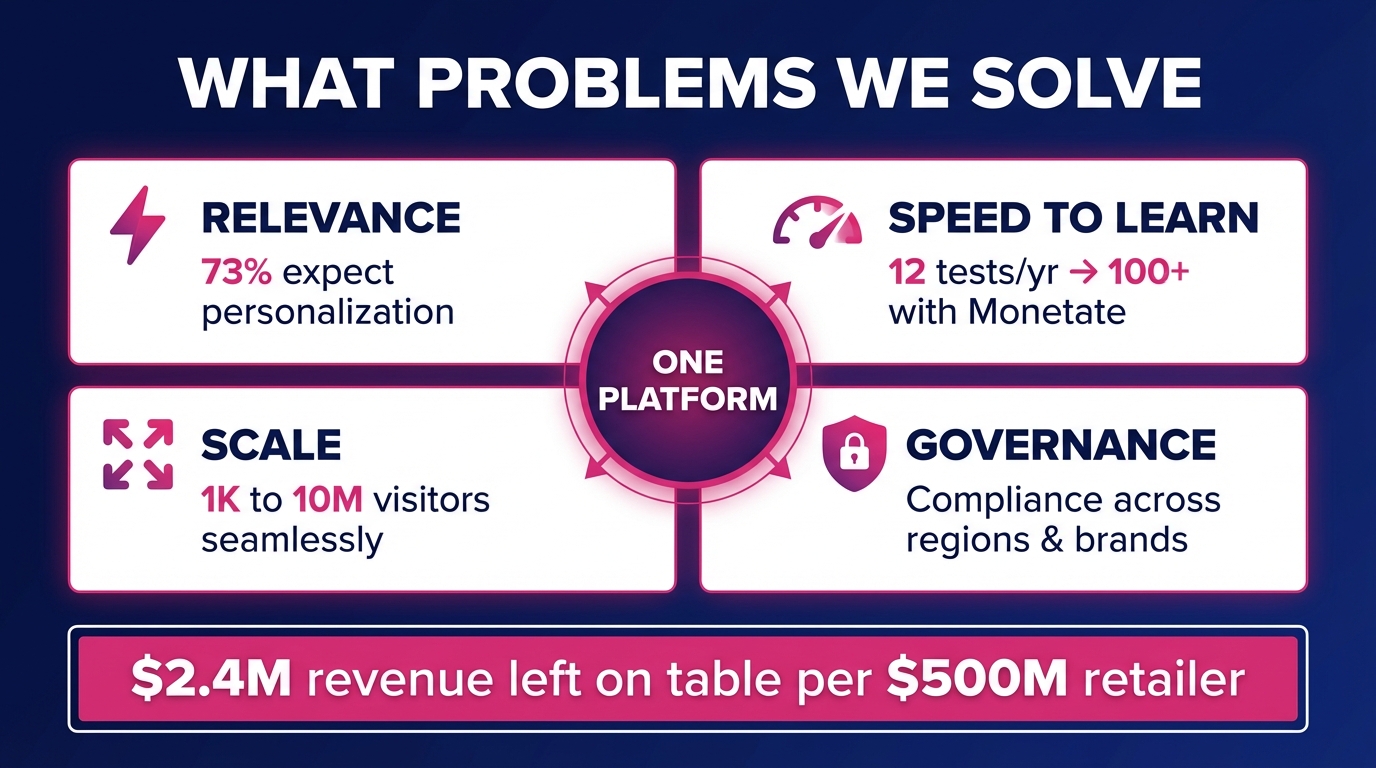 WHAT PROBLEMS WE SOLVE
RELEVANCE
73% expect
personalization
SPEED TO LEARN
12 tests/yr → 100+
with Monetate
ONE
PLATFORM
SCALE
1K to 10M visitors
seamlessly
GOVERNANCE
Compliance across
regions & brands
$2.4M revenue left on table per $500M retailer